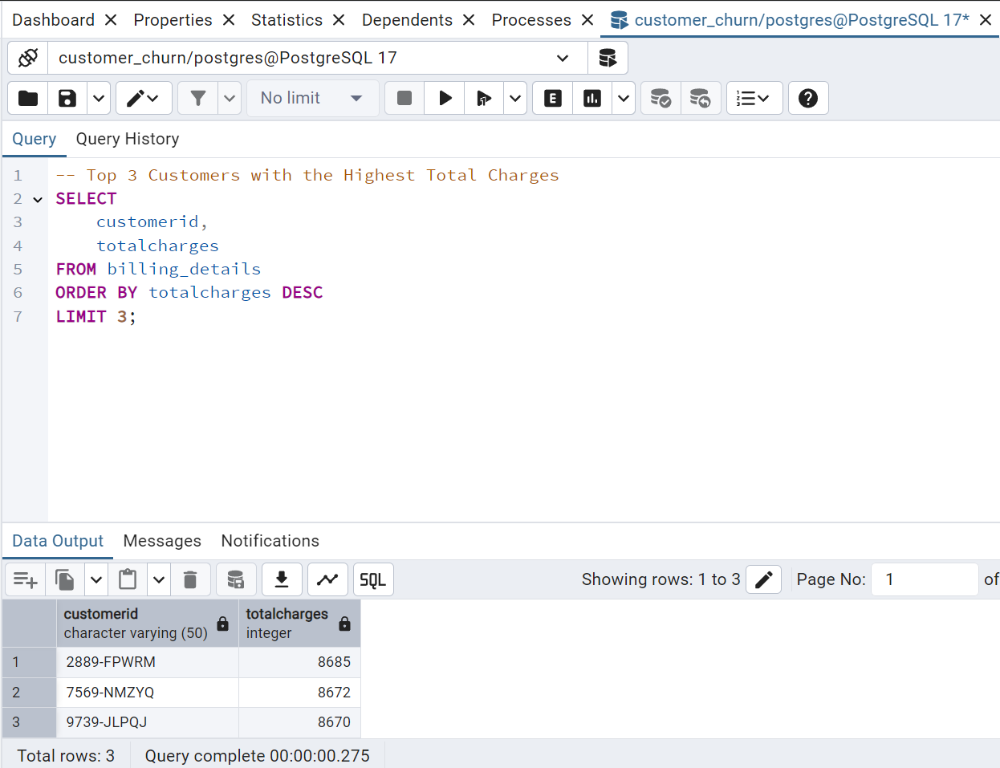 Dashboard Properties Statistics Dependents Processes customer_churn/postgres@PostgreSQL 17*
customer_churn/postgres@PostgreSQL 17
No limit
Query Query History
1 -- Top 3 Customers with the Highest Total Charges
2 SELECT
3 customerid,
4 totalcharges
5 FROM billing_details
6 ORDER BY totalcharges DESC
7 LIMIT 3;
Data Output Messages Notifications
SQL Showing rows: 1 to 3 Page No: 1 of
customerid totalcharges
character varying (50) integer
1 2889-FPWRM 8685
2 7569-NMZYQ 8672
3 9739-JLPQJ 8670
Total rows: 3 Query complete 00:00:00.275